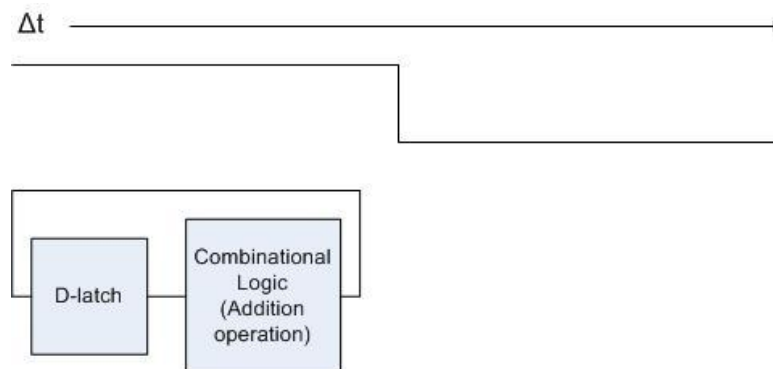 Δt
D-latch
Combinational
Logic
(Addition
operation)